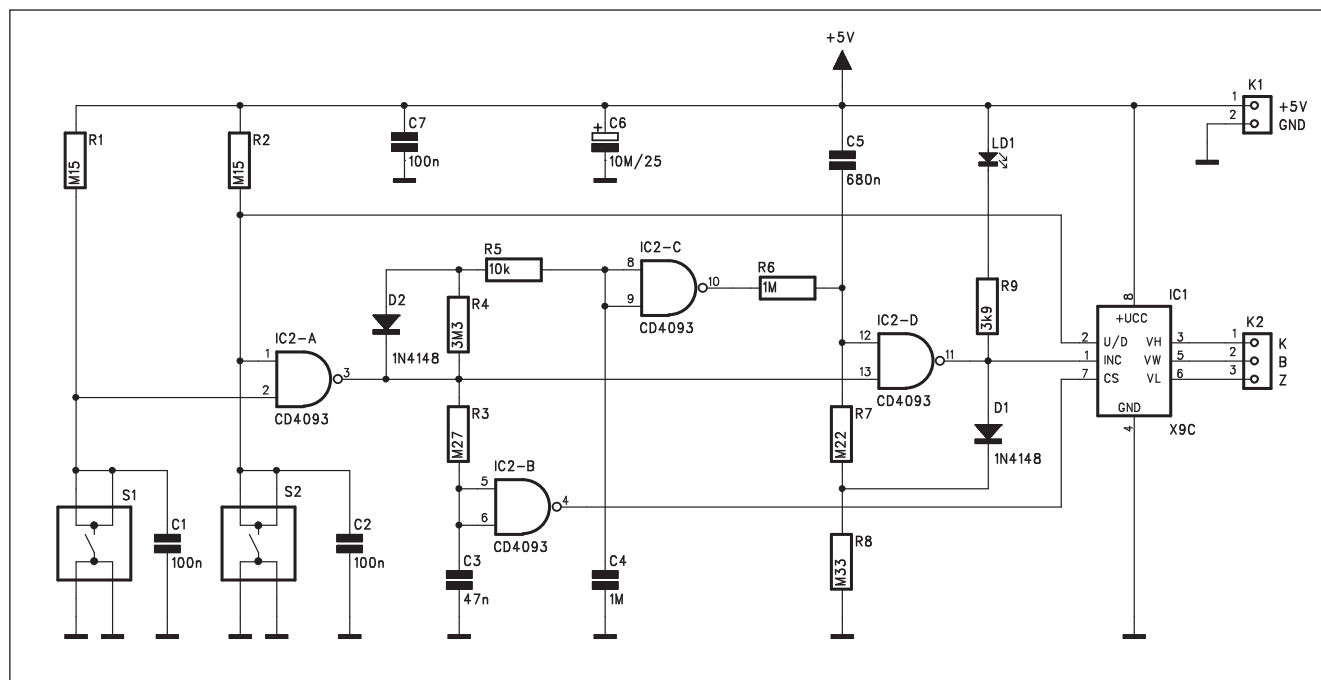 +5V
K1
1
+5V
2
GND
R1
M15
R2
M15
C7
100n
C6
+
10M/25
C5
680n
LD1
R5
10k
IC2-C
8
9
10
CD4093
R6
1M
D2
1N4148
R4
3M3
R9
3k9
IC2-A
1
2
3
CD4093
IC2-D
12
13
11
CD4093
IC1
8
+UCC
2
U/D
VH
3
1
INC
VW
5
7
CS
VL
6
GND
4
X9C
K2
1
K
2
B
3
Z
R3
M27
R7
M22
D1
1N4148
IC2-B
5
6
4
CD4093
S1
C1
100n
S2
C2
100n
C3
47n
C4
1M
R8
M33